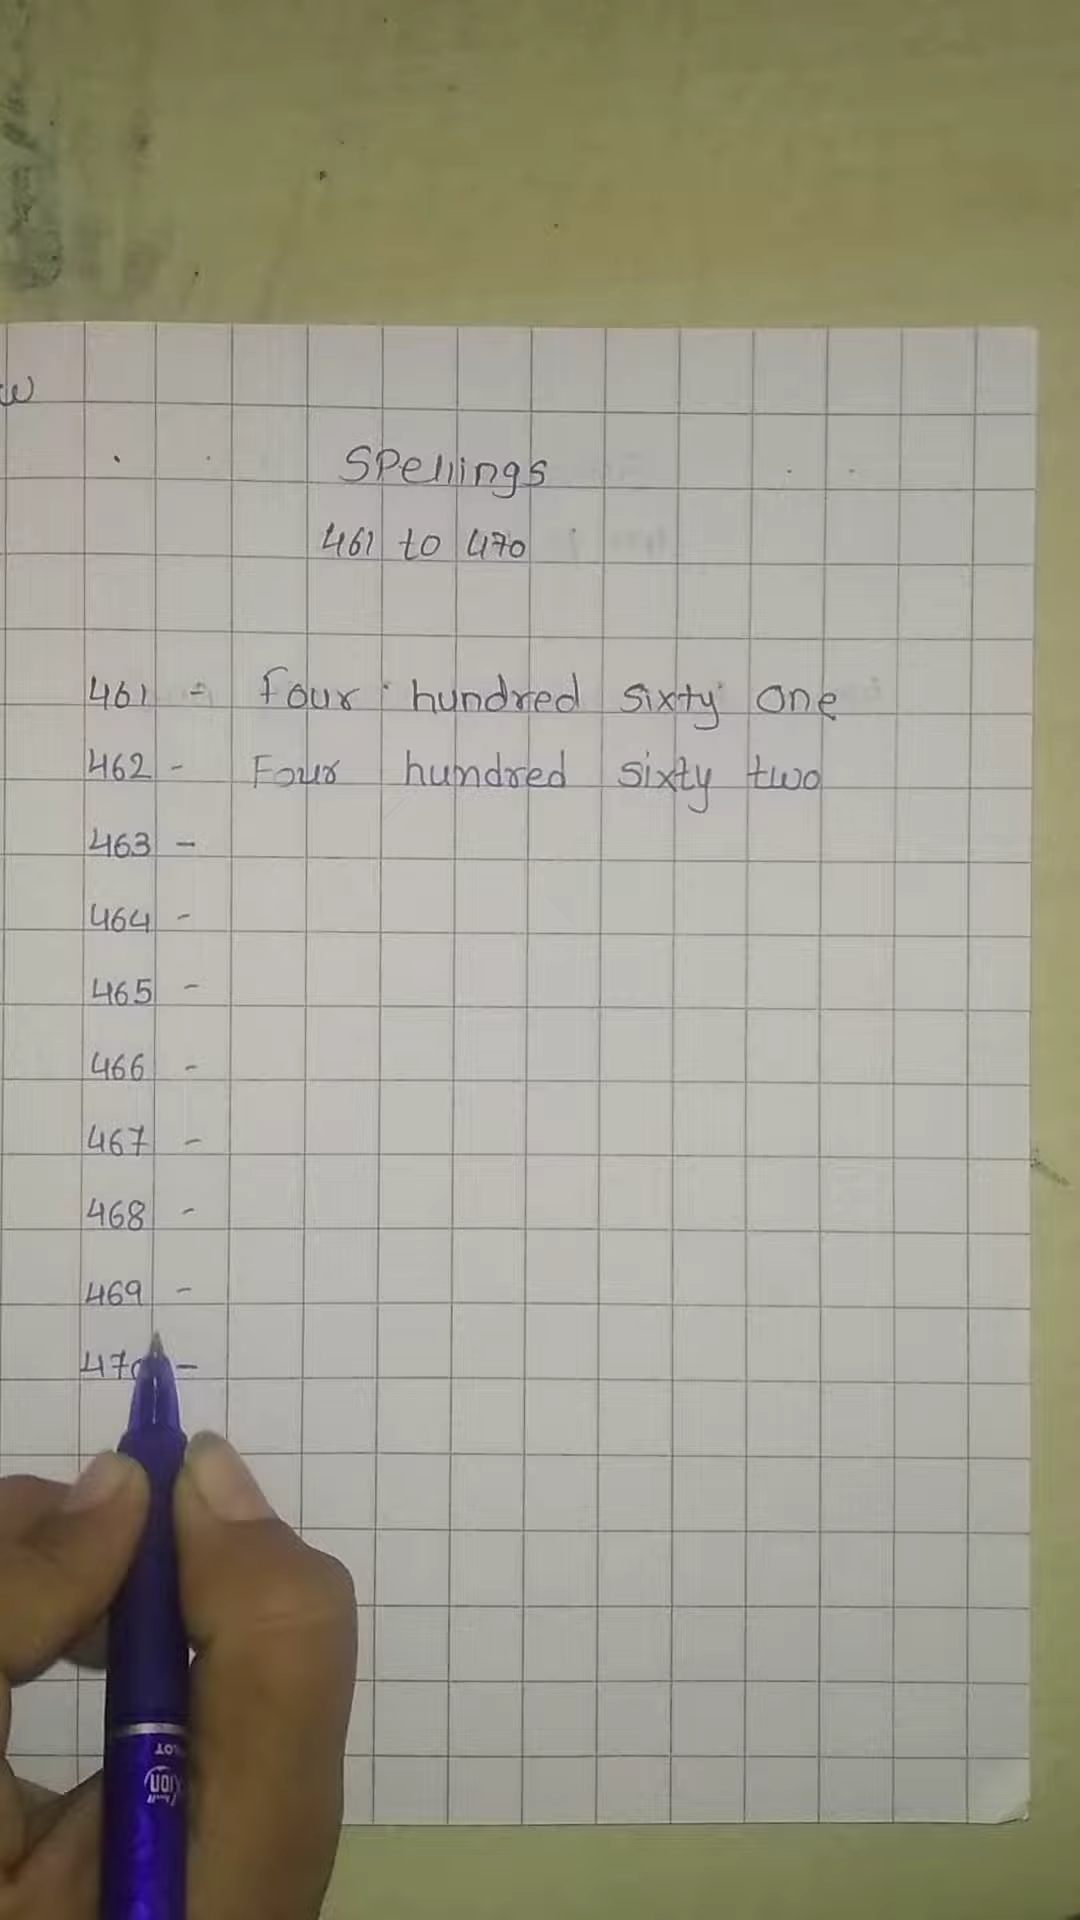 w
Spellings
461 to 470
461 - Four hundred sixty one
462 - Four hundred sixty two
463 -
464 -
465 -
466 -
467 -
468 -
469 -
470 -